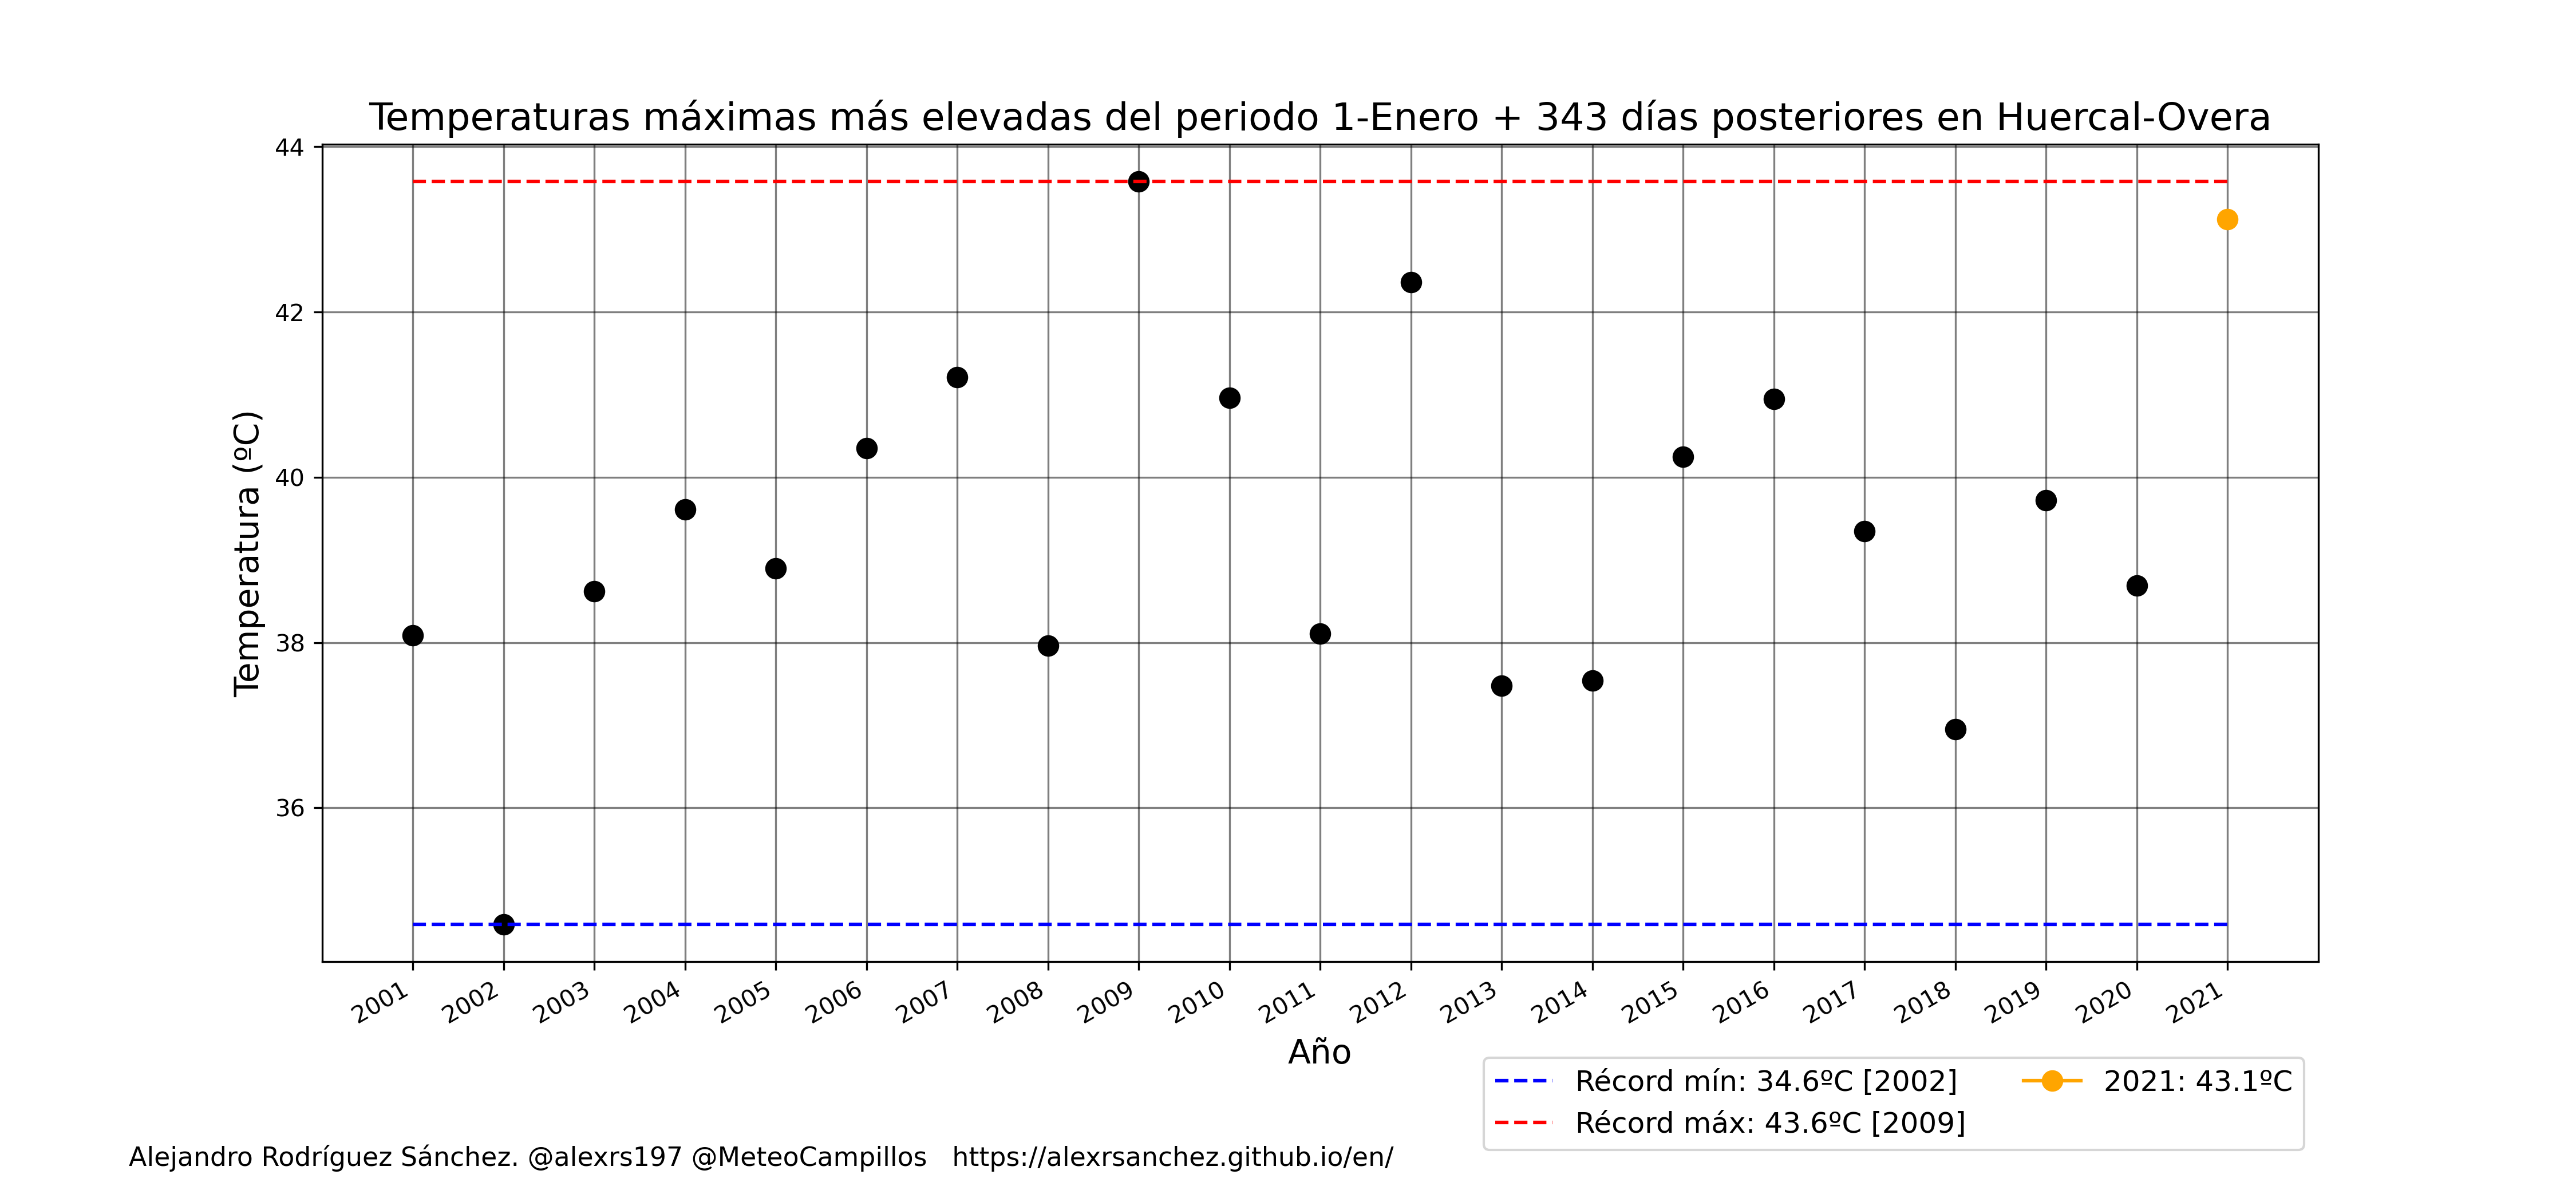 Temperaturas máximas más elevadas del periodo 1-Enero + 343 días posteriores en Huercal-Overa
44
42
40
38
36
Temperatura (ºC)
2001 2002 2003 2004 2005 2006 2007 2008 2009 2010 2011 2012 2013 2014 2015 2016 2017 2018 2019 2020 2021
Año
Récord mín: 34.6ºC [2002]
Récord máx: 43.6ºC [2009]
2021: 43.1ºC
Alejandro Rodríguez Sánchez. @alexrs197 @MeteoCampillos https://alexrsanchez.github.io/en/